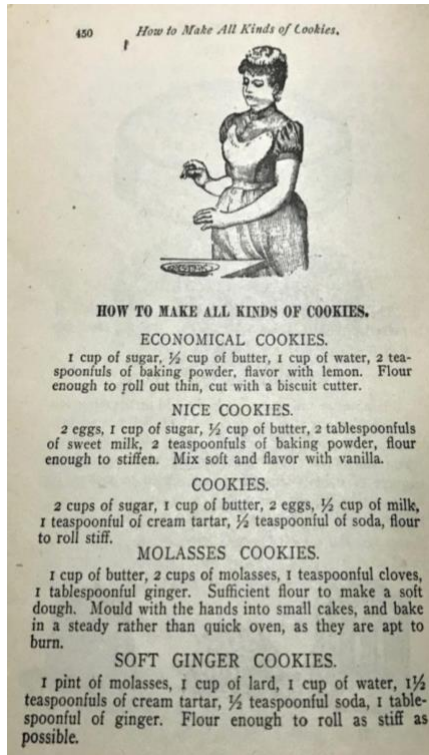 450 How to Make All Kinds of Cookies.
HOW TO MAKE ALL KINDS OF COOKIES.
ECONOMICAL COOKIES.
1 cup of sugar, ½ cup of butter, 1 cup of water, 2 tea-
spoonfuls of baking powder, flavor with lemon. Flour
enough to roll out thin, cut with a biscuit cutter.
NICE COOKIES.
2 eggs, 1 cup of sugar, ½ cup of butter, 2 tablespoonfuls
of sweet milk, 2 teaspoonfuls of baking powder, flour
enough to stiffen. Mix soft and flavor with vanilla.
COOKIES.
2 cups of sugar, 1 cup of butter, 2 eggs, ½ cup of milk,
1 teaspoonful of cream tartar, ½ teaspoonful of soda, flour
to roll stiff.
MOLASSES COOKIES.
1 cup of butter, 2 cups of molasses, 1 teaspoonful cloves,
1 tablespoonful ginger. Sufficient flour to make a soft
dough. Mould with the hands into small cakes, and bake
in a steady rather than quick oven, as they are apt to
burn.
SOFT GINGER COOKIES.
1 pint of molasses, 1 cup of lard, 1 cup of water, 1½
teaspoonfuls of cream tartar, ½ teaspoonful soda, 1 table-
spoonful of ginger. Flour enough to roll as stiff as
possible.